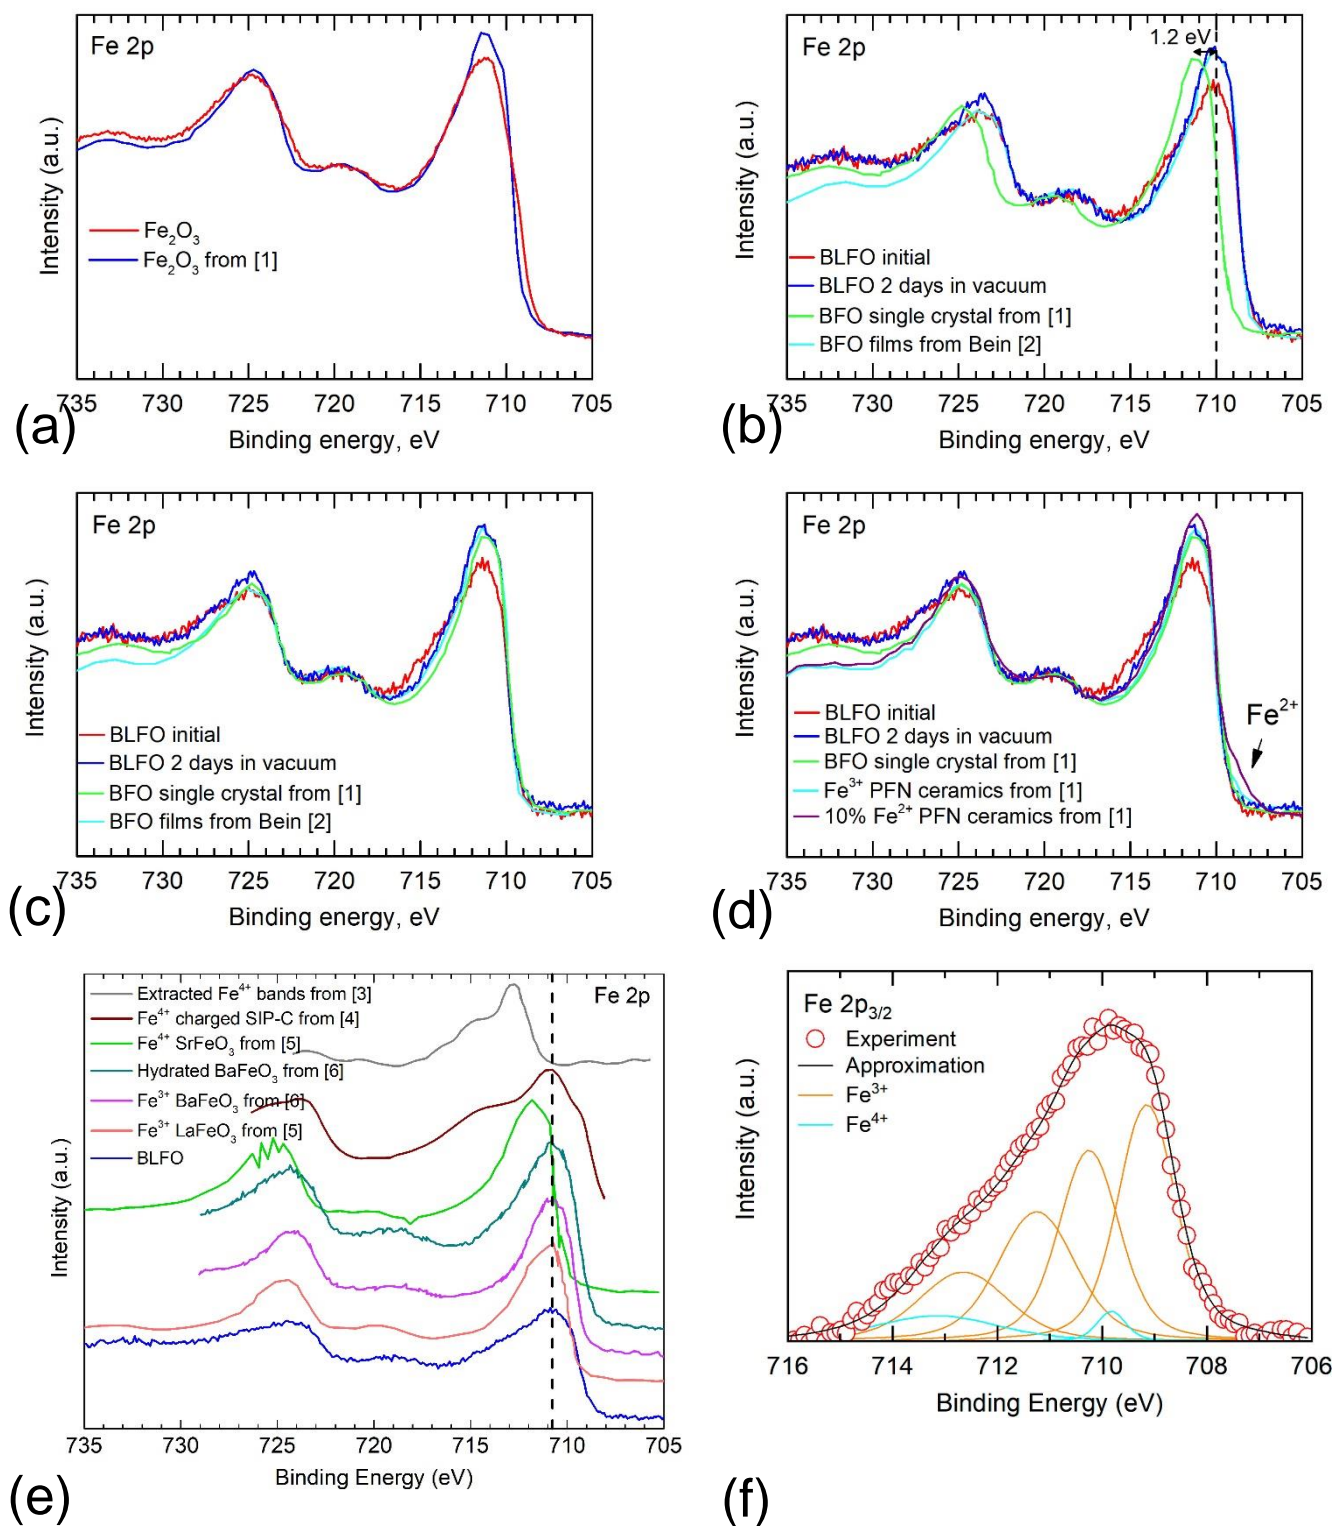 Fe 2p
Intensity (a.u.)
Fe2O3
Fe2O3 from [1]
735 730 725 720 715 710 705
Binding energy, eV
(a)
Fe 2p
1.2 eV
Intensity (a.u.)
BLFO initial
BLFO 2 days in vacuum
BFO single crystal from [1]
BFO films from Bein [2]
735 730 725 720 715 710 705
Binding energy, eV
(b)
Fe 2p
Intensity (a.u.)
BLFO initial
BLFO 2 days in vacuum
BFO single crystal from [1]
BFO films from Bein [2]
735 730 725 720 715 710 705
Binding energy, eV
(c)
Fe 2p
Intensity (a.u.)
Fe2+
BLFO initial
BLFO 2 days in vacuum
BFO single crystal from [1]
Fe3+ PFN ceramics from [1]
10% Fe2+ PFN ceramics from [1]
735 730 725 720 715 710 705
Binding energy, eV
(d)
Fe 2p
Intensity (a.u.)
Extracted Fe4+ bands from [3]
Fe4+ charged SIP-C from [4]
Fe4+ SrFeO3 from [5]
Hydrated BaFeO3 from [6]
Fe3+ BaFeO3 from [6]
Fe3+ LaFeO3 from [5]
BLFO
735 730 725 720 715 710 705
Binding Energy (eV)
(e)
Fe 2p3/2
Intensity (a.u.)
Experiment
Approximation
Fe3+
Fe4+
716 714 712 710 708 706
Binding Energy (eV)
(f)